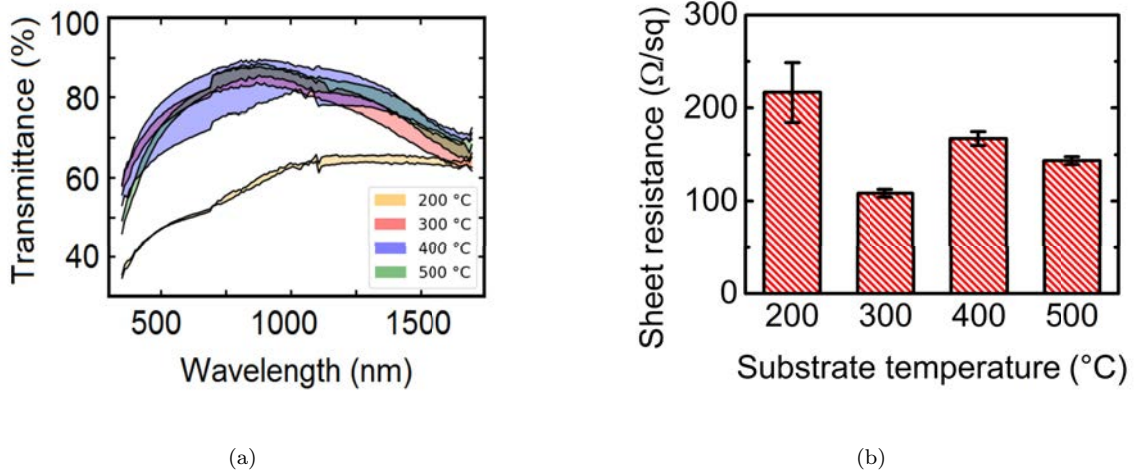 Transmittance (%)
100
80
60
40
200 °C
300 °C
400 °C
500 °C
500
1000
1500
Wavelength (nm)
(a)
Sheet resistance (Ω/sq)
300
200
100
0
200
300
400
500
Substrate temperature (°C)
(b)